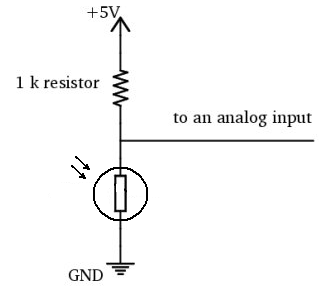 +5V
1 k resistor
to an analog input
GND